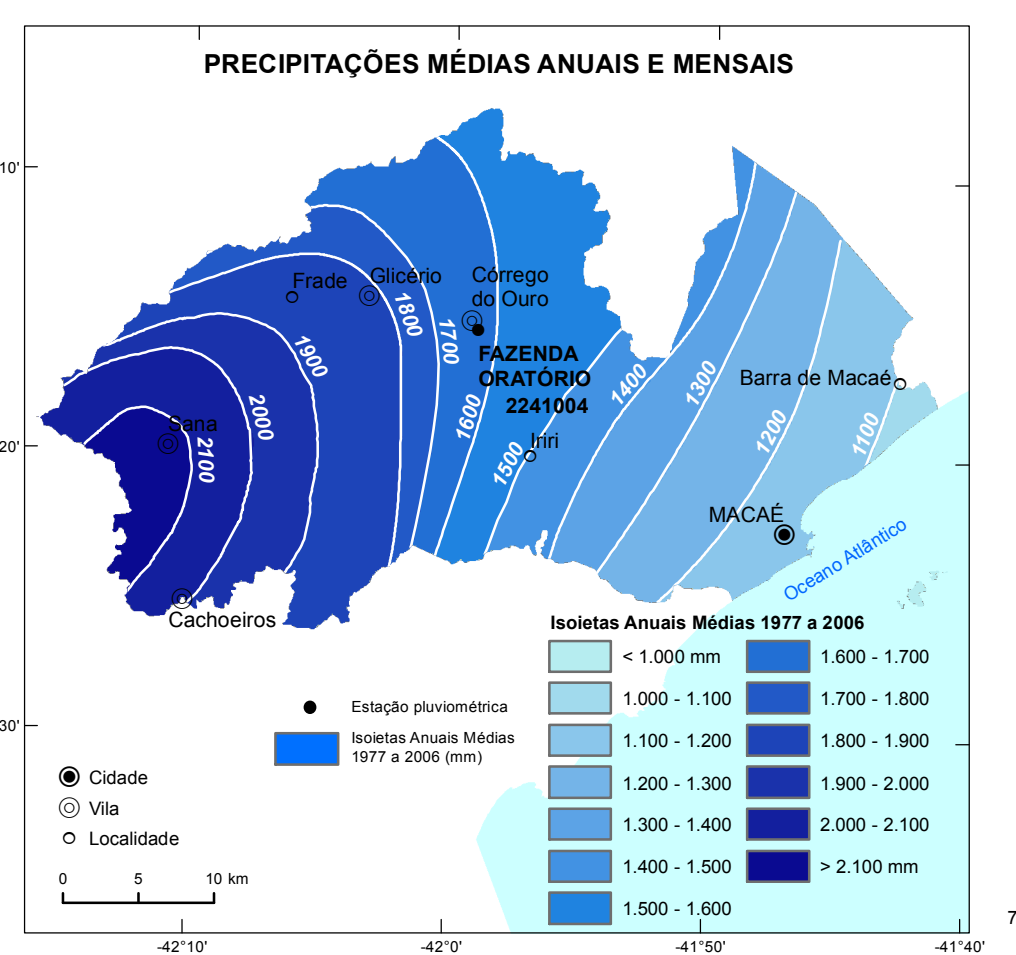 PRECIPITAÇÕES MÉDIAS ANUAIS E MENSAIS
10'
20'
30'
Frade
Glicério
Córrego
do Ouro
FAZENDA
ORATÓRIO
2241004
Iriri
Sana
Cachoeiros
Barra de Macaé
MACAÉ
Oceano Atlântico
2100
2000
1900
1800
1700
1600
1500
1400
1300
1200
1100
Isoietas Anuais Médias 1977 a 2006
< 1.000 mm
1.000 - 1.100
1.100 - 1.200
1.200 - 1.300
1.300 - 1.400
1.400 - 1.500
1.500 - 1.600
1.600 - 1.700
1.700 - 1.800
1.800 - 1.900
1.900 - 2.000
2.000 - 2.100
> 2.100 mm
Estação pluviométrica
Isoietas Anuais Médias
1977 a 2006 (mm)
Cidade
Vila
Localidade
0 5 10 km
-42°10' -42°0' -41°50' -41°40'
7